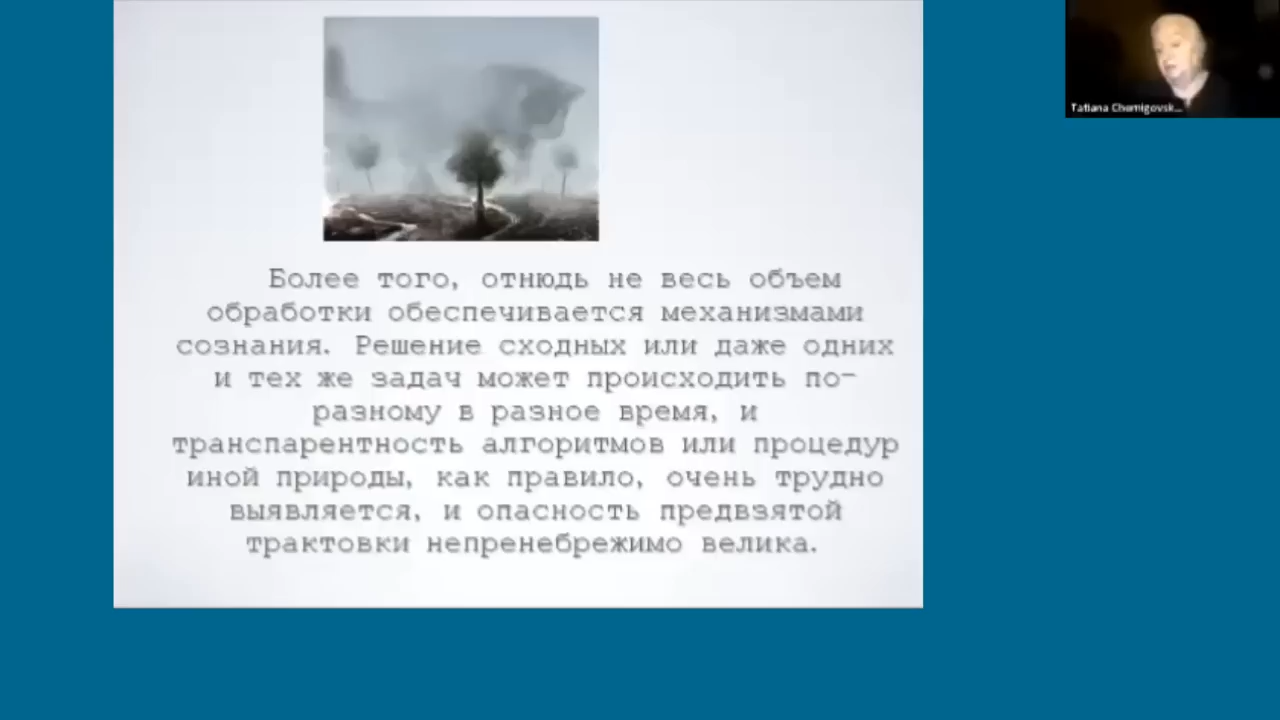 Tatiana Chernigovsk...
Более того, отнюдь не весь объем
обработки обеспечивается механизмами
сознания. Решение сходных или даже одних
и тех же задач может происходить по-
разному в разное время, и
транспарентность алгоритмов или процедур
иной природы, как правило, очень трудно
выявляется, и опасность предвзятой
трактовки непренебрежимо велика.